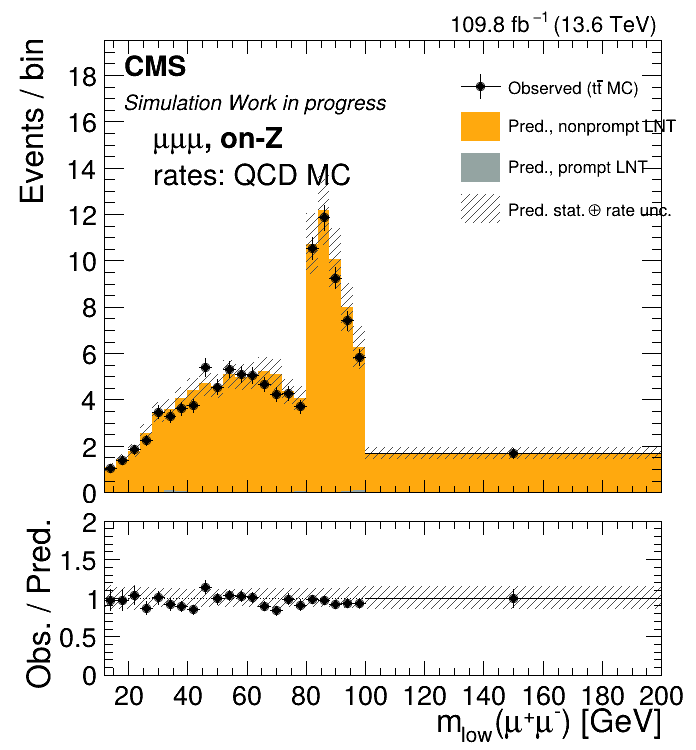 109.8 fb⁻¹ (13.6 TeV)
CMS
Simulation Work in progress
μμμ, on-Z
rates: QCD MC
Observed (tt̄ MC)
Pred., nonprompt LNT
Pred., prompt LNT
Pred. stat. ⊕ rate unc.
Events / bin
18
16
14
12
10
8
6
4
2
0
Obs. / Pred.
2
1.5
1
0.5
0
20 40 60 80 100 120 140 160 180 200
m_low(μ⁺μ⁻) [GeV]